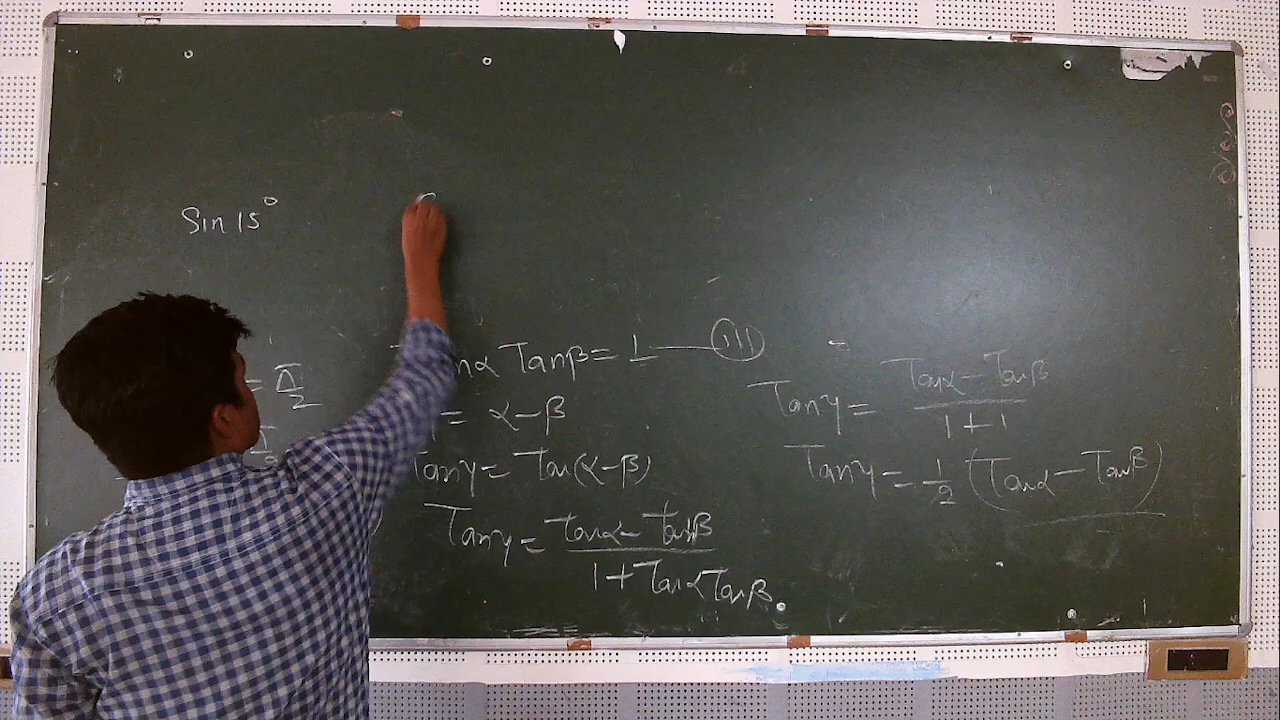 Sin 15°
= π/2
Tanα Tanβ = 1 —— (III)
= α - β
Tanγ = Tan(α - β)
Tanγ = Tanα - Tanβ / 1 + Tanα Tanβ.
Tanγ = Tanα - Tanβ / 1 + 1
Tanγ = 1/2 (Tanα - Tanβ)